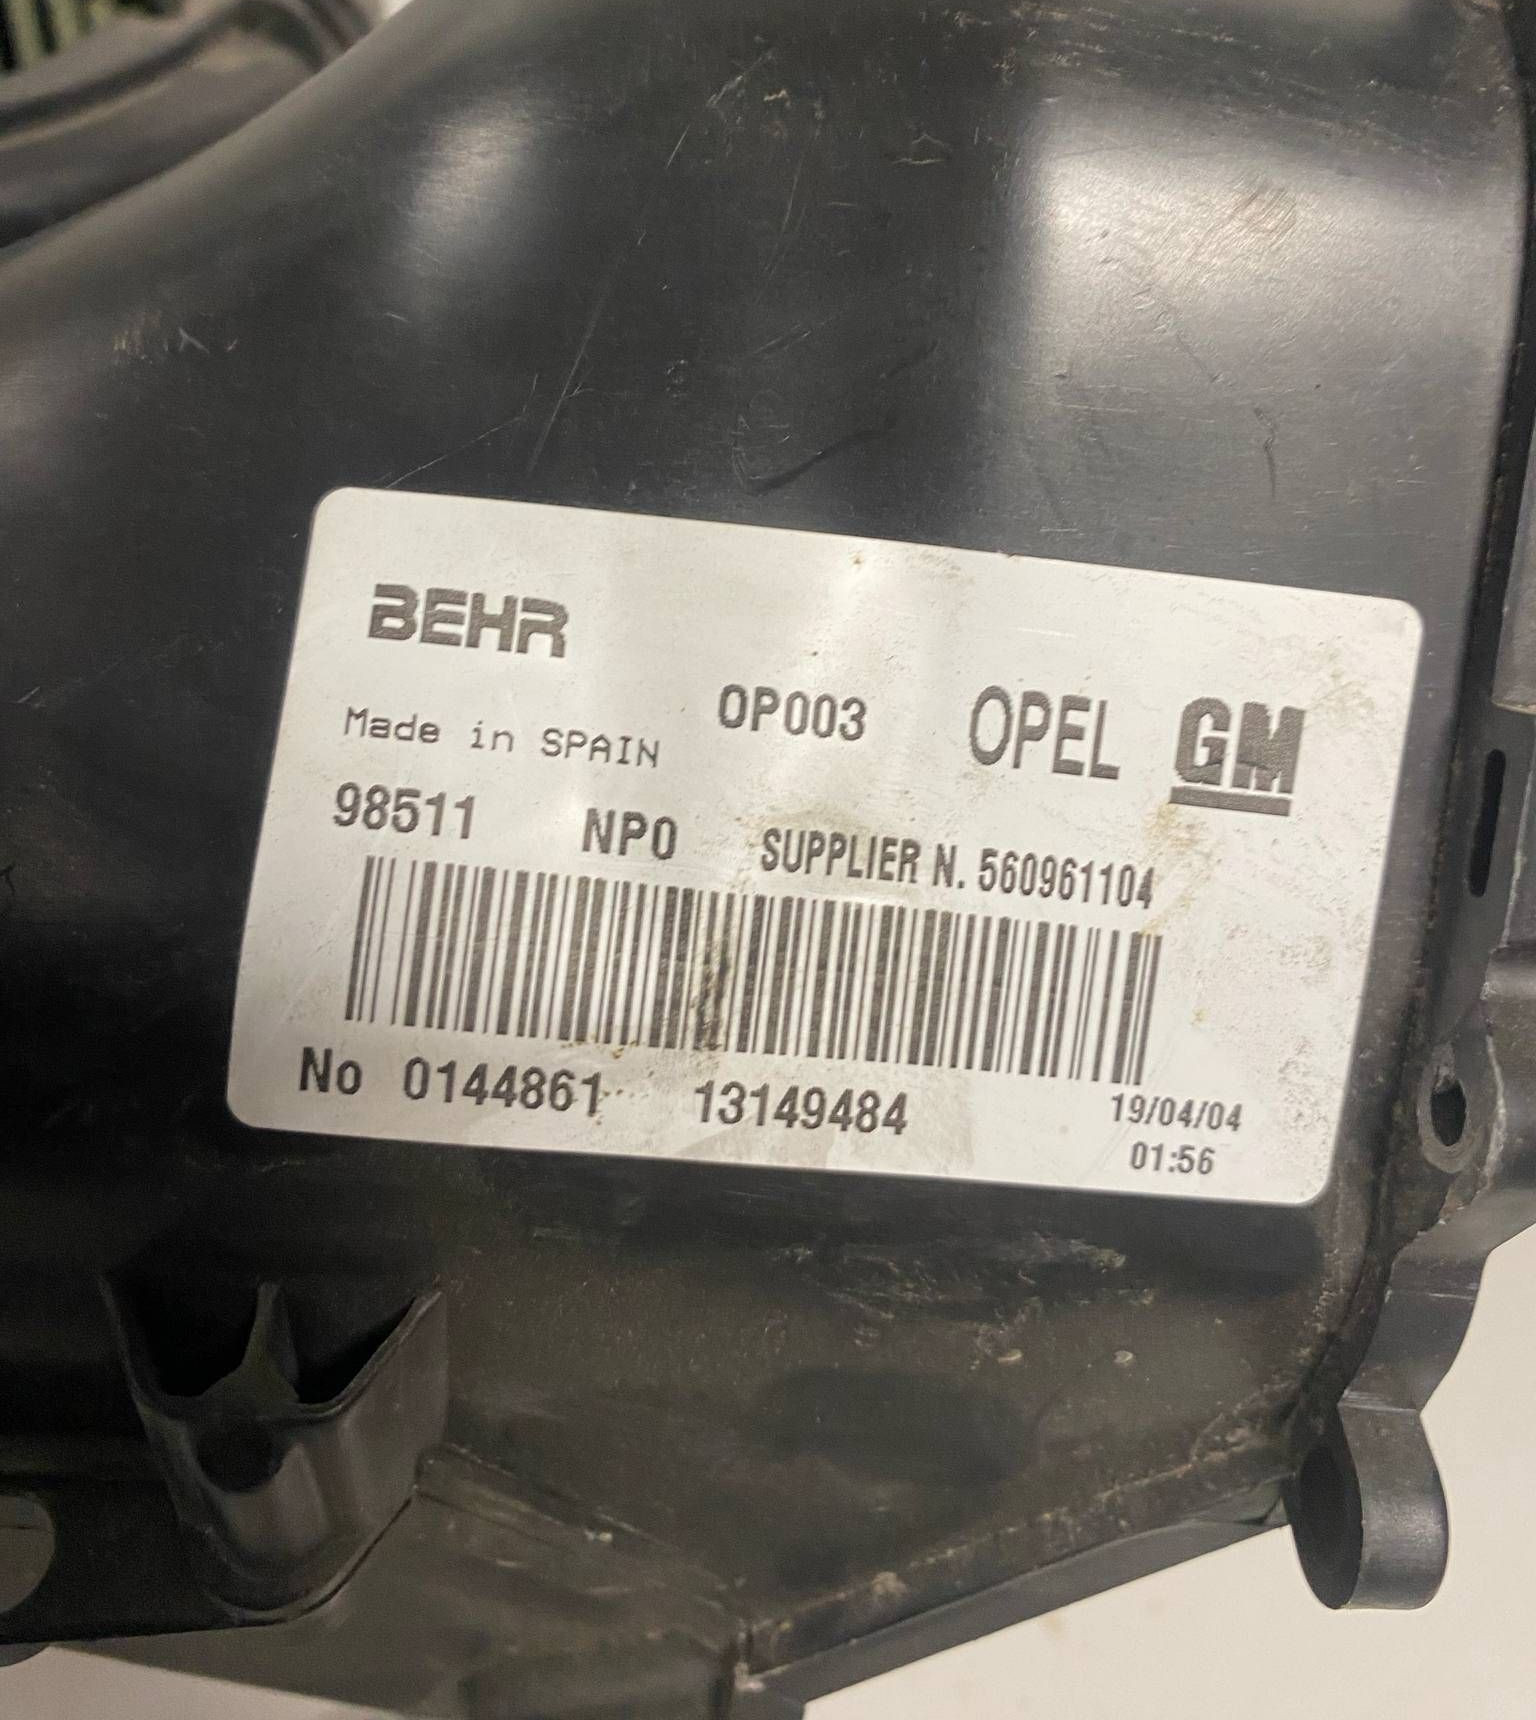 BEHR
Made in SPAIN OP003 OPEL GM
98511 NP0 SUPPLIER N. 560961104
No 0144861 13149484 19/04/04
01:56